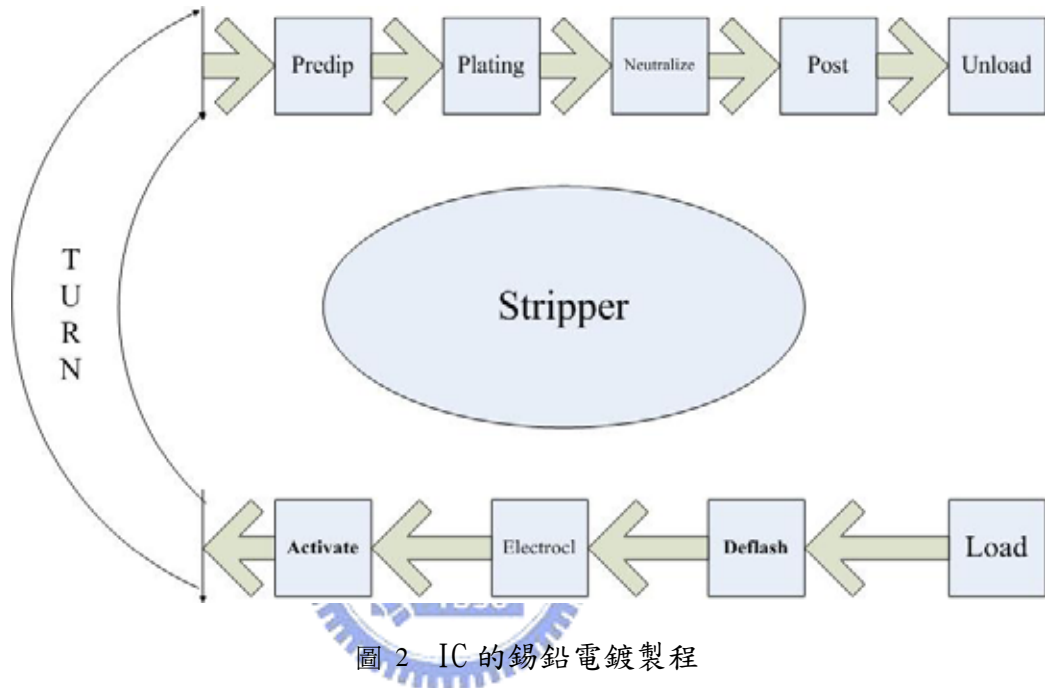 Predip
Plating
Neutralize
Post
Unload
T
U
R
N
Stripper
Activate
Electrocl
Deflash
Load
圖 2 IC 的錫鉛電鍍製程